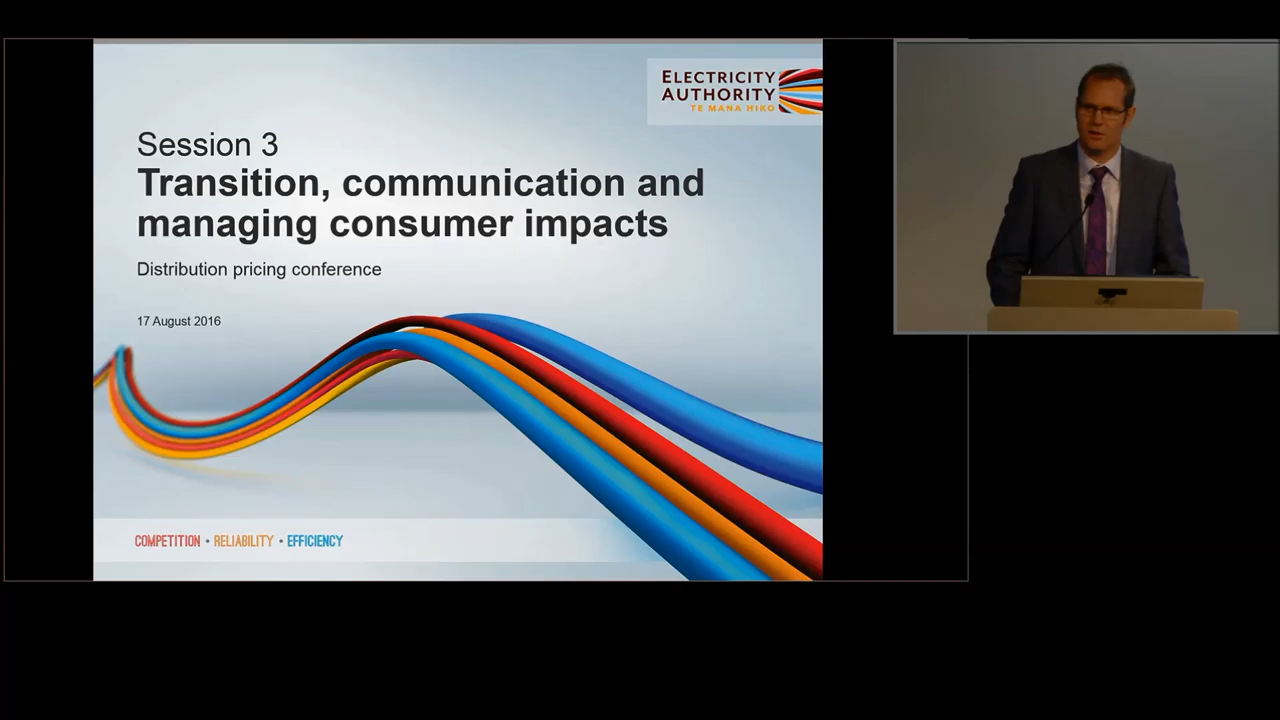 ELECTRICITY
AUTHORITY
TE MANA HIKO
Session 3
Transition, communication and
managing consumer impacts
Distribution pricing conference
17 August 2016
COMPETITION • RELIABILITY • EFFICIENCY